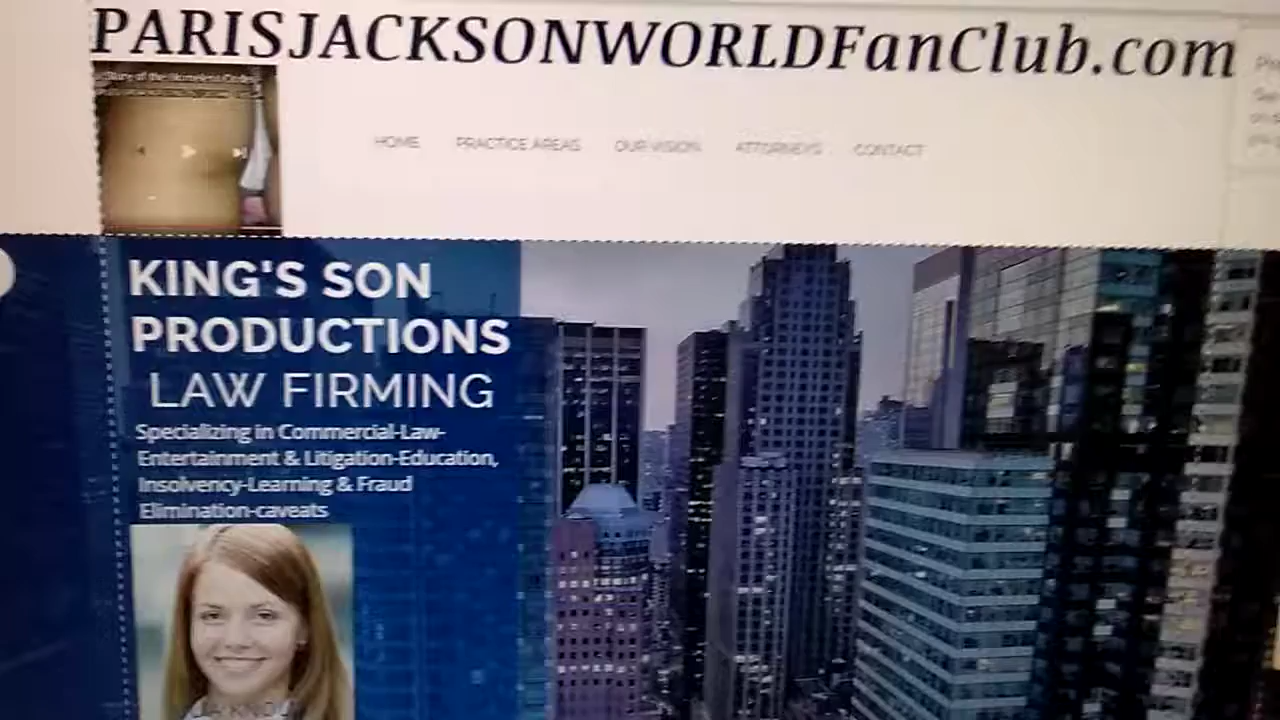 PARISJACKSONWORLDFanClub.com
HOME PRACTICE AREAS OUR VISION ATTORNEYS CONTACT
KING'S SON
PRODUCTIONS
LAW FIRMING
Specializing in Commercial-Law-
Entertainment & Litigation-Education,
Insolvency-Learning & Fraud
Elimination-caveats